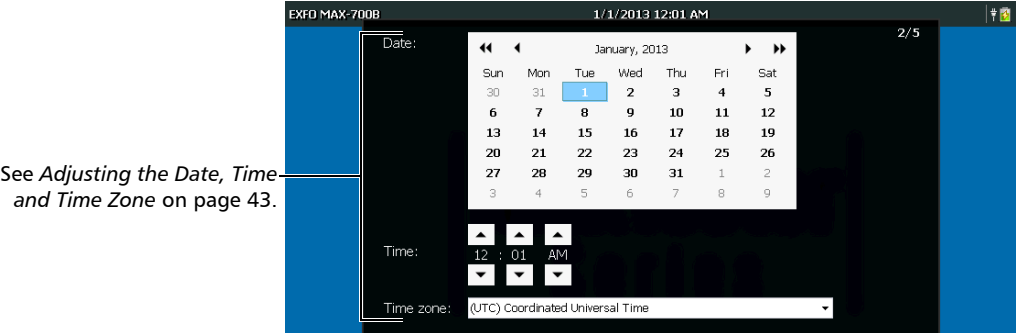 EXFO MAX-700B 1/1/2013 12:01 AM
2/5
Date:
January, 2013
Sun Mon Tue Wed Thu Fri Sat
30 31 1 2 3 4 5
6 7 8 9 10 11 12
13 14 15 16 17 18 19
20 21 22 23 24 25 26
27 28 29 30 31 1 2
3 4 5 6 7 8 9
See Adjusting the Date, Time
and Time Zone on page 43.
Time:
12 : 01 AM
Time zone: (UTC) Coordinated Universal Time